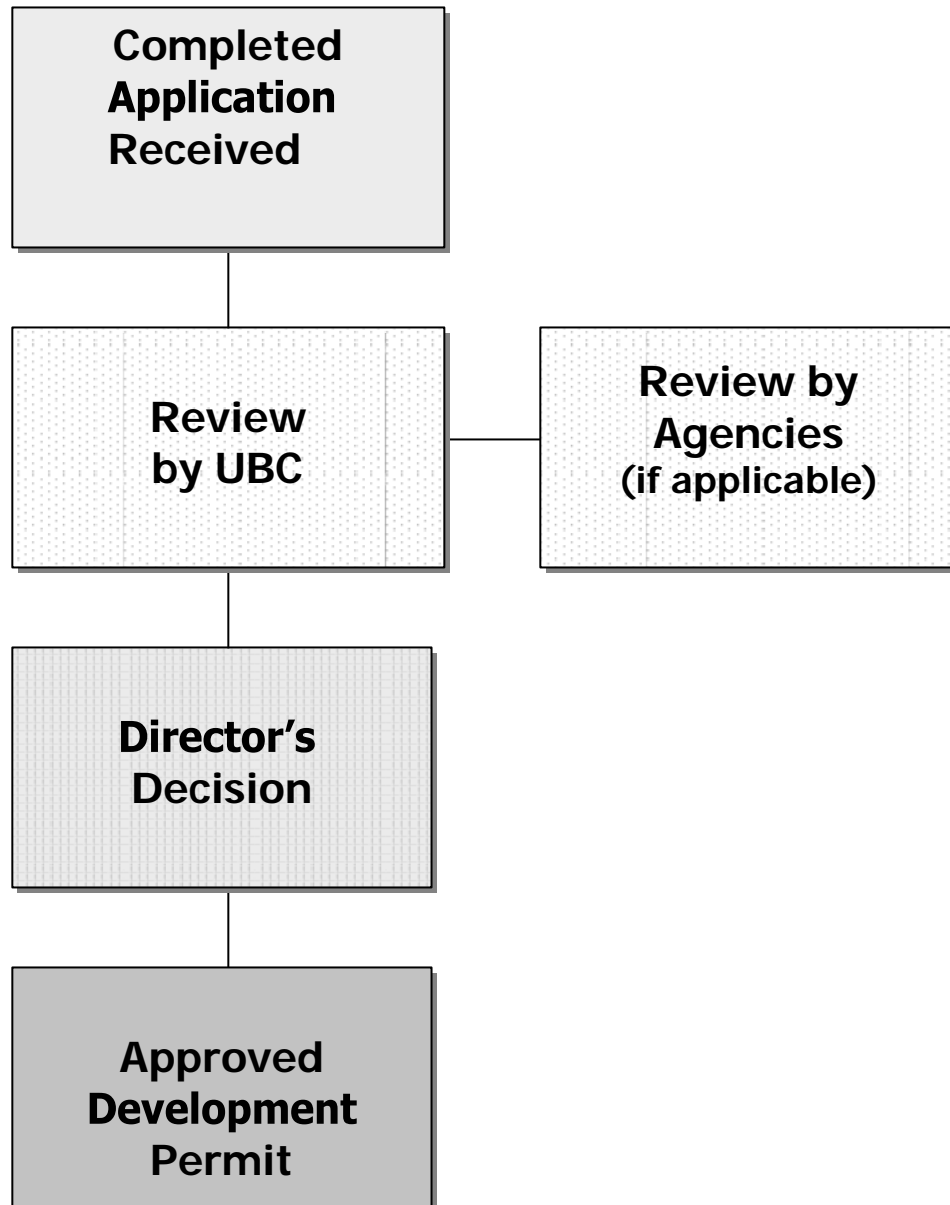 Completed
Application
Received
Review
by UBC
Review by
Agencies
(if applicable)
Director’s
Decision
Approved
Development
Permit